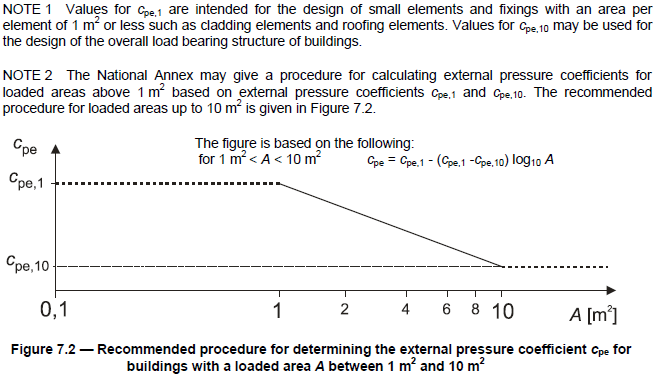 NOTE 1 Values for cpe,1 are intended for the design of small elements and fixings with an area per
element of 1 m² or less such as cladding elements and roofing elements. Values for cpe,10 may be used for
the design of the overall load bearing structure of buildings.
NOTE 2 The National Annex may give a procedure for calculating external pressure coefficients for
loaded areas above 1 m² based on external pressure coefficients cpe,1 and cpe,10. The recommended
procedure for loaded areas up to 10 m² is given in Figure 7.2.
cpe
The figure is based on the following:
for 1 m² < A < 10 m² cpe = cpe,1 - (cpe,1 -cpe,10) log10 A
cpe,1
cpe,10
0,1 1 2 4 6 8 10 A [m²]
Figure 7.2 — Recommended procedure for determining the external pressure coefficient cpe for
buildings with a loaded area A between 1 m² and 10 m²